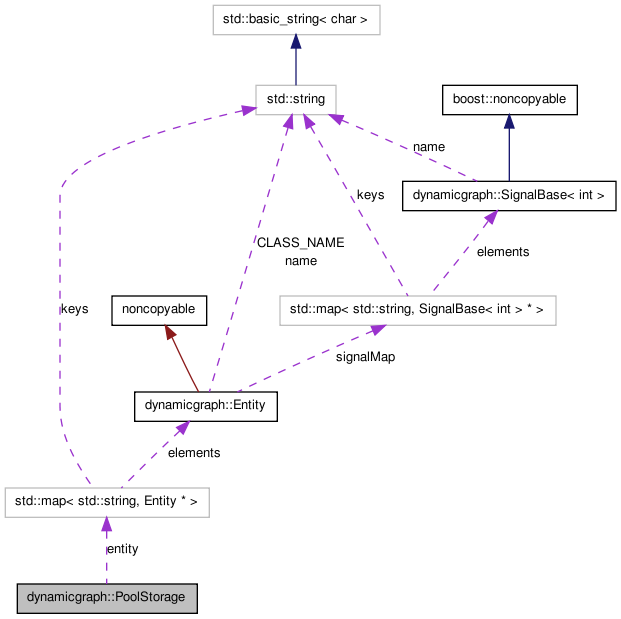 std::basic_string< char >
std::string
boost::noncopyable
name
keys
dynamicgraph::SignalBase< int >
CLASS_NAME
name
elements
keys
noncopyable
std::map< std::string, SignalBase< int > * >
signalMap
dynamicgraph::Entity
elements
std::map< std::string, Entity * >
entity
dynamicgraph::PoolStorage